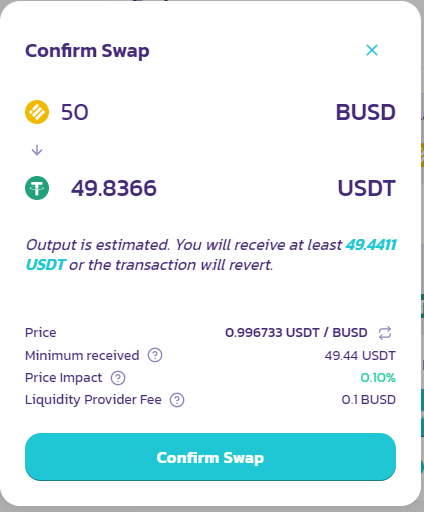 Confirm Swap
50 BUSD
49.8366 USDT
Output is estimated. You will receive at least 49.4411
USDT or the transaction will revert.
Price 0.996733 USDT / BUSD
Minimum received 49.44 USDT
Price Impact 0.10%
Liquidity Provider Fee 0.1 BUSD
Confirm Swap